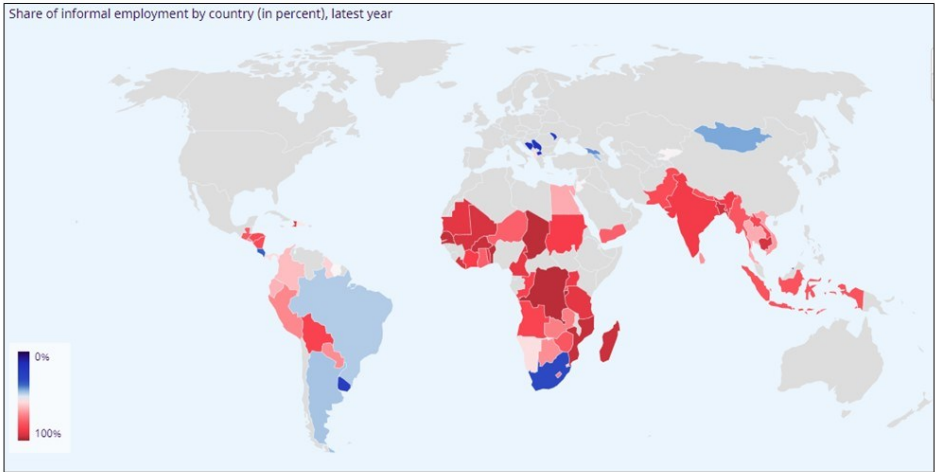 Share of informal employment by country (in percent), latest year
0%
100%